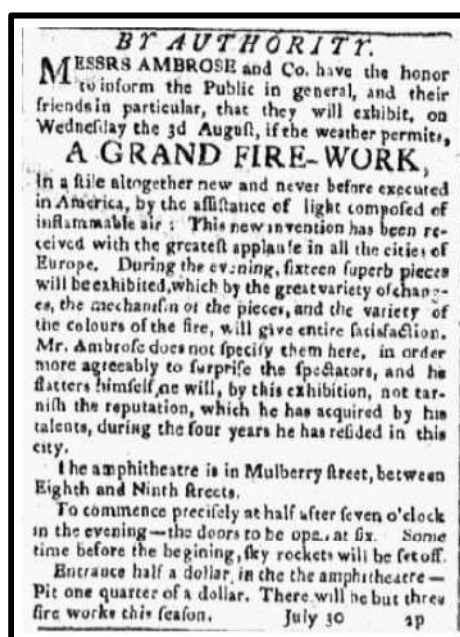 BY AUTHORITY.
MESSRS AMBROSE and Co. have the honor
to inform the Public in general, and their
friends in particular, that they will exhibit, on
Wedneſday the 3d Auguſt, if the weather permits,
A GRAND FIRE-WORK,
In a ſtile altogether new and never before executed
in America, by the aſſiſtance of light compoſed of
inflammable air : This new invention has been re-
ceived with the greateſt applauſe in all the cities of
Europe. During the evening, ſixteen ſuperb pieces
will be exhibited, which by the great variety of chang-
es, the mechaniſm of the pieces, and the variety of
the colours of the fire, will give entire ſatisfaction.
Mr. Ambroſe does not ſpecify them here, in order
more agreeably to ſurpriſe the ſpectators, and he
flatters himſelf, he will, by this exhibition, not tar-
niſh the reputation, which he has acquired by his
talents, during the four years he has reſided in this
city.
The amphitheatre is in Mulberry ſtreet, between
Eighth and Ninth ſtreets.
To commence preciſely at half after ſeven o'clock
in the evening—the doors to be open at ſix. Some
time before the begining, ſky rockets will be ſet off.
Entrance half a dollar in the the amphitheatre—
Pit one quarter of a dollar. There will be but three
fire works this ſeaſon. July 30 2p